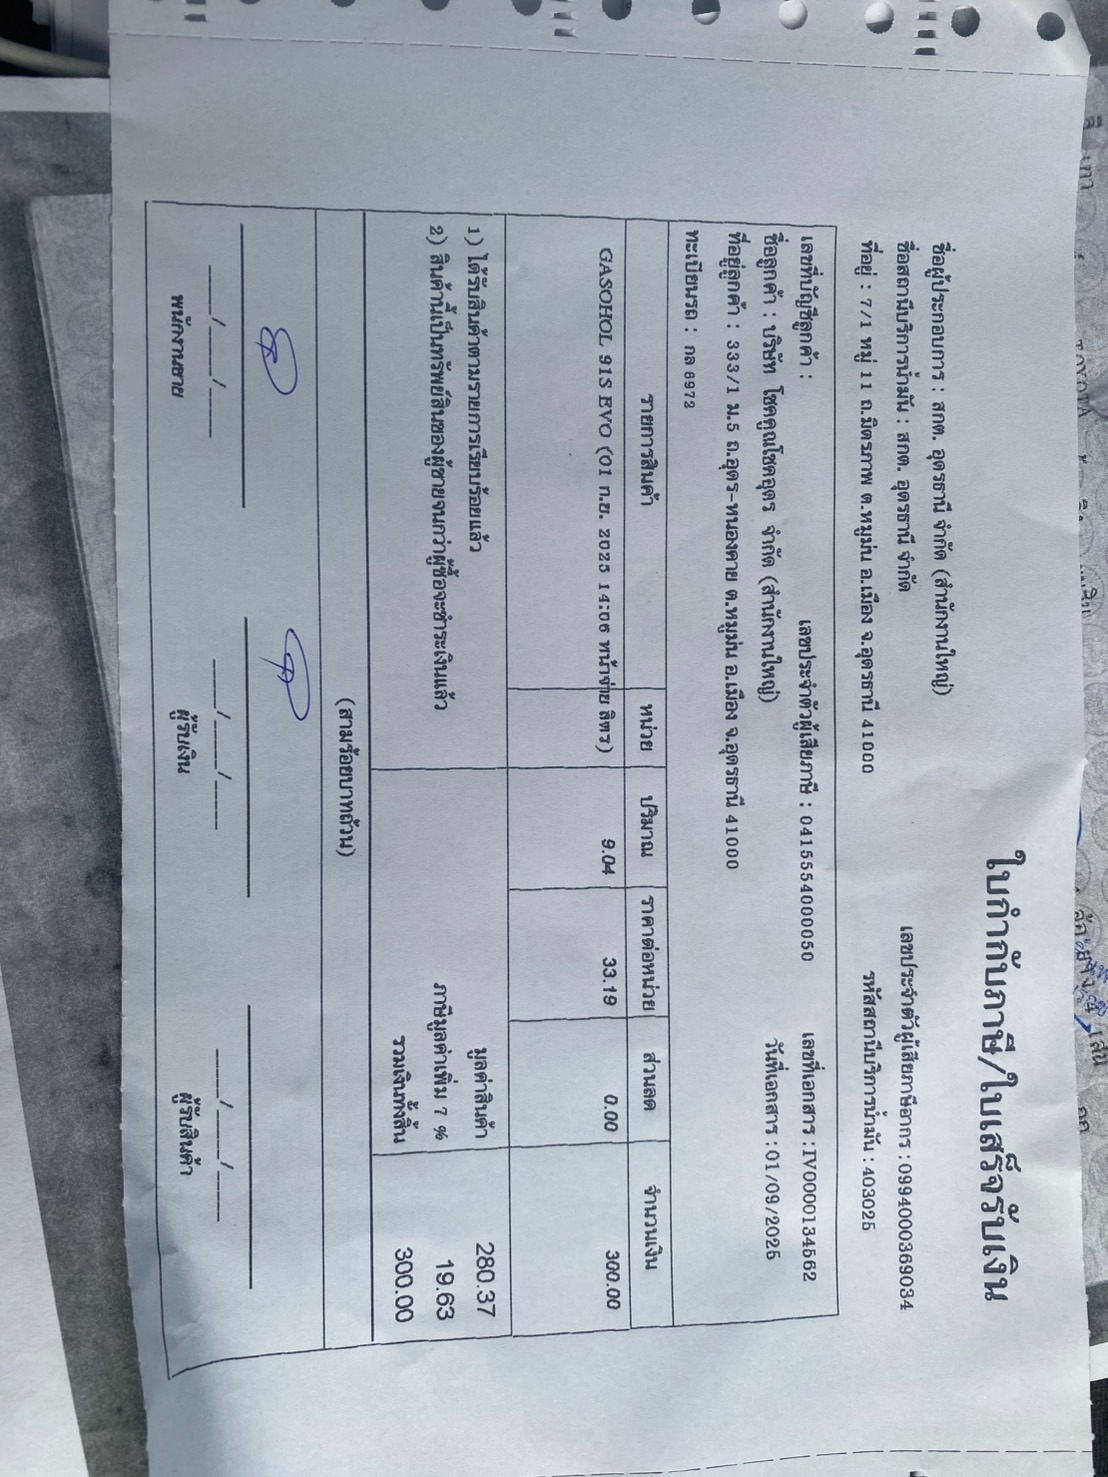 ใบกำกับภาษี/ใบเสร็จรับเงิน
ชื่อผู้ประกอบการ : สกต. อุดรธานี จำกัด (สำนักงานใหญ่) เลขประจำตัวผู้เสียภาษีอากร : 0994000369034
ชื่อสถานีบริการน้ำมัน : สกต. อุดรธานี จำกัด รหัสสถานีบริการน้ำมัน : 403025
ที่อยู่ : 7/1 หมู่ 11 ถ.มิตรภาพ ต.หมูม่น อ.เมือง จ.อุดรธานี 41000
เลขที่บัญชีลูกค้า : เลขประจำตัวผู้เสียภาษี : 0415554000050 เลขที่เอกสาร : IV0000134562
ชื่อลูกค้า : บริษัท โชคคูณโชคอุดร จำกัด (สำนักงานใหญ่) วันที่เอกสาร : 01/09/2025
ที่อยู่ลูกค้า : 333/1 ม.5 ถ.อุดร-หนองคาย ต.หมูม่น อ.เมือง จ.อุดรธานี 41000
ทะเบียนรถ : กล 6972
รายการสินค้า หน่วย ปริมาณ ราคาต่อหน่วย ส่วนลด จำนวนเงิน
GASOHOL 91S EVO (01 ก.ย. 2025 14:06 หน้าจ่าย ลิตร) 9.04 33.19 0.00 300.00
1) ได้รับสินค้าตามรายการเรียบร้อยแล้ว มูลค่าสินค้า 280.37
2) สินค้านี้เป็นทรัพย์สินของผู้ขายจนกว่าผู้ซื้อจะชำระเงินแล้ว ภาษีมูลค่าเพิ่ม 7 % 19.63
รวมเงินทั้งสิ้น 300.00
(สามร้อยบาทถ้วน)
___/___/___ ___/___/___ ___/___/___
พนักงานขาย ผู้รับเงิน ผู้รับสินค้า